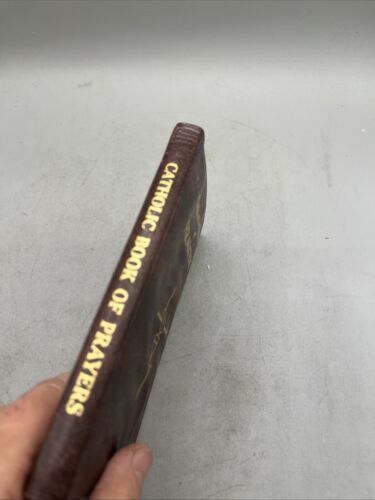 CATHOLIC BOOK OF PRAYERS